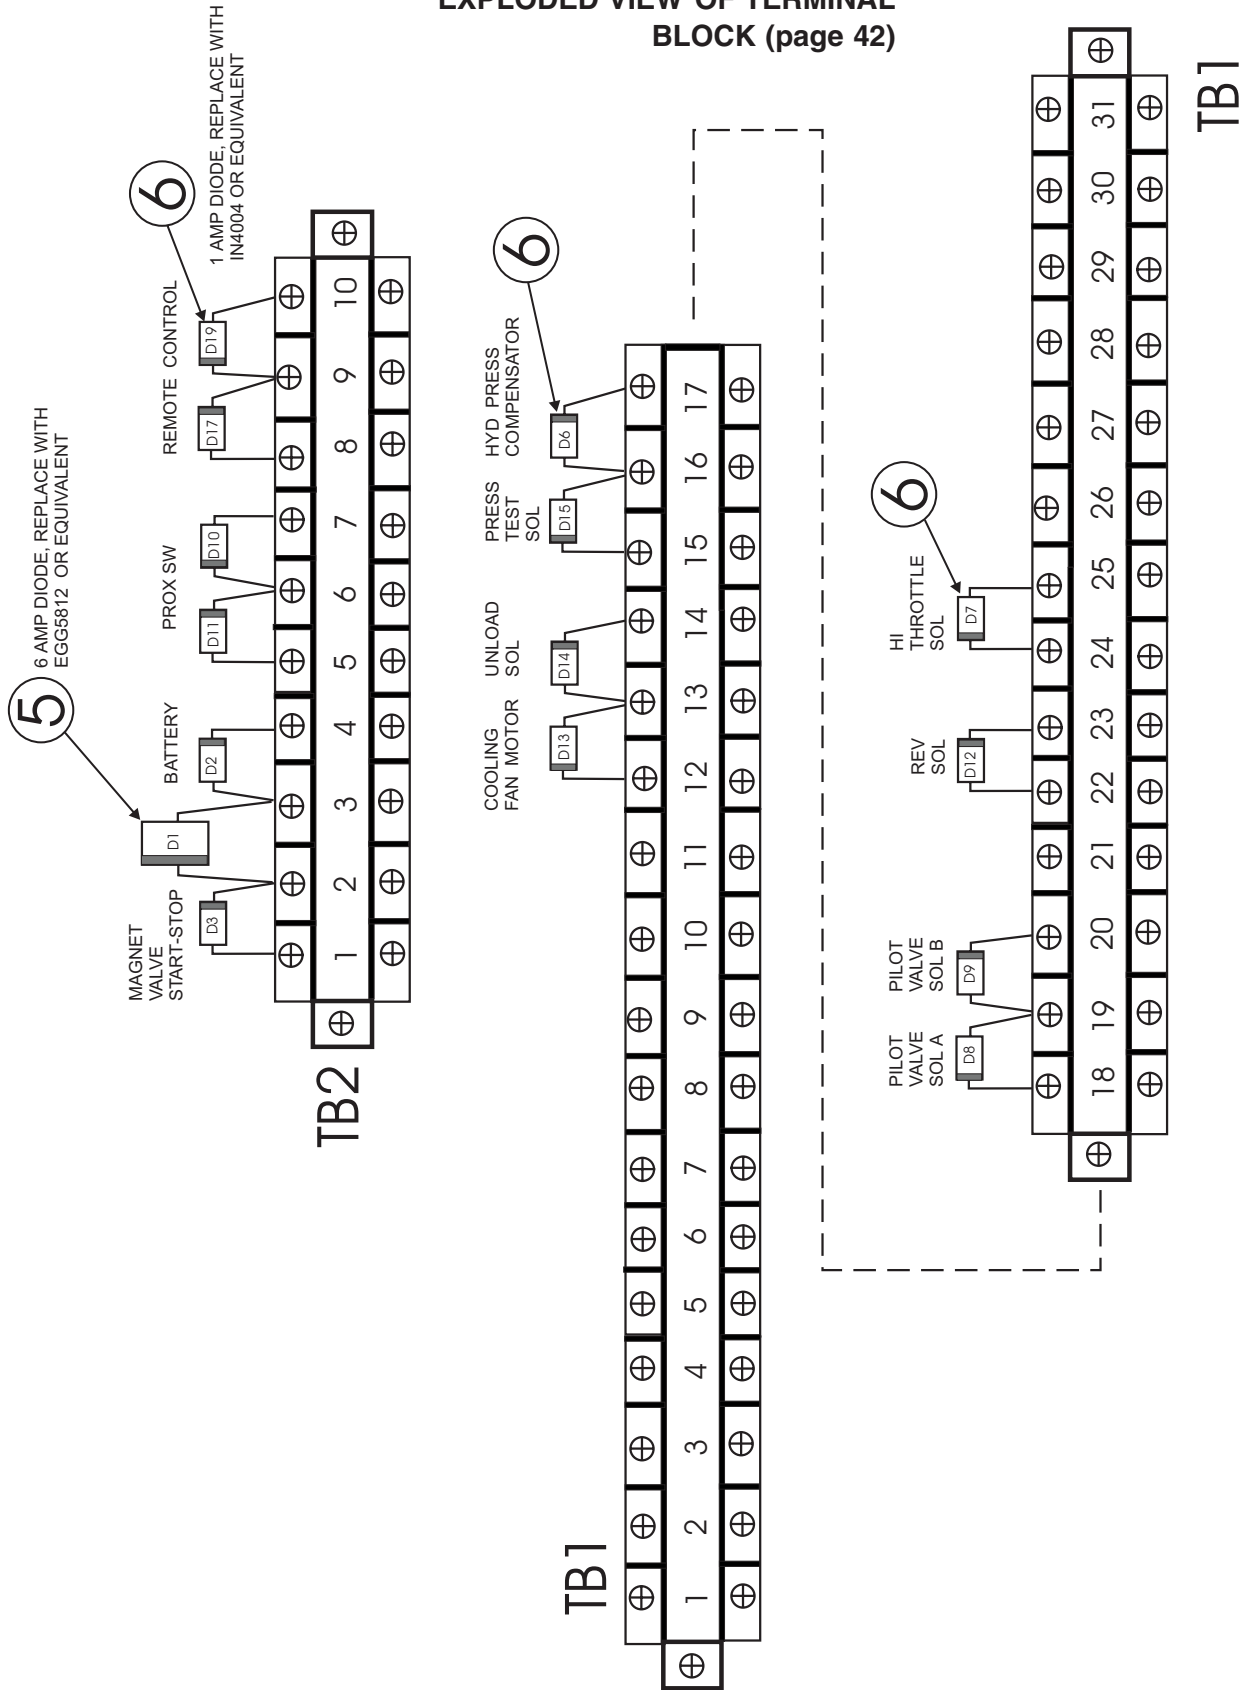 EXPLODED VIEW OF TERMINAL
BLOCK (page 42)
5
6 AMP DIODE, REPLACE WITH
EGG5812 OR EQUIVALENT
6
1 AMP DIODE, REPLACE WITH
IN4004 OR EQUIVALENT
MAGNET
VALVE
START-STOP
BATTERY
PROX SW
REMOTE CONTROL
D3
D1
D2
D11
D10
D17
D19
TB2
1
2
3
4
5
6
7
8
9
10
6
COOLING
FAN MOTOR
UNLOAD
SOL
PRESS
TEST
SOL
HYD PRESS
COMPENSATOR
D13
D14
D15
D6
TB1
1
2
3
4
5
6
7
8
9
10
11
12
13
14
15
16
17
6
PILOT
VALVE
SOL A
PILOT
VALVE
SOL B
REV
SOL
HI
THROTTLE
SOL
D8
D9
D12
D7
18
19
20
21
22
23
24
25
26
27
28
29
30
31
TB1